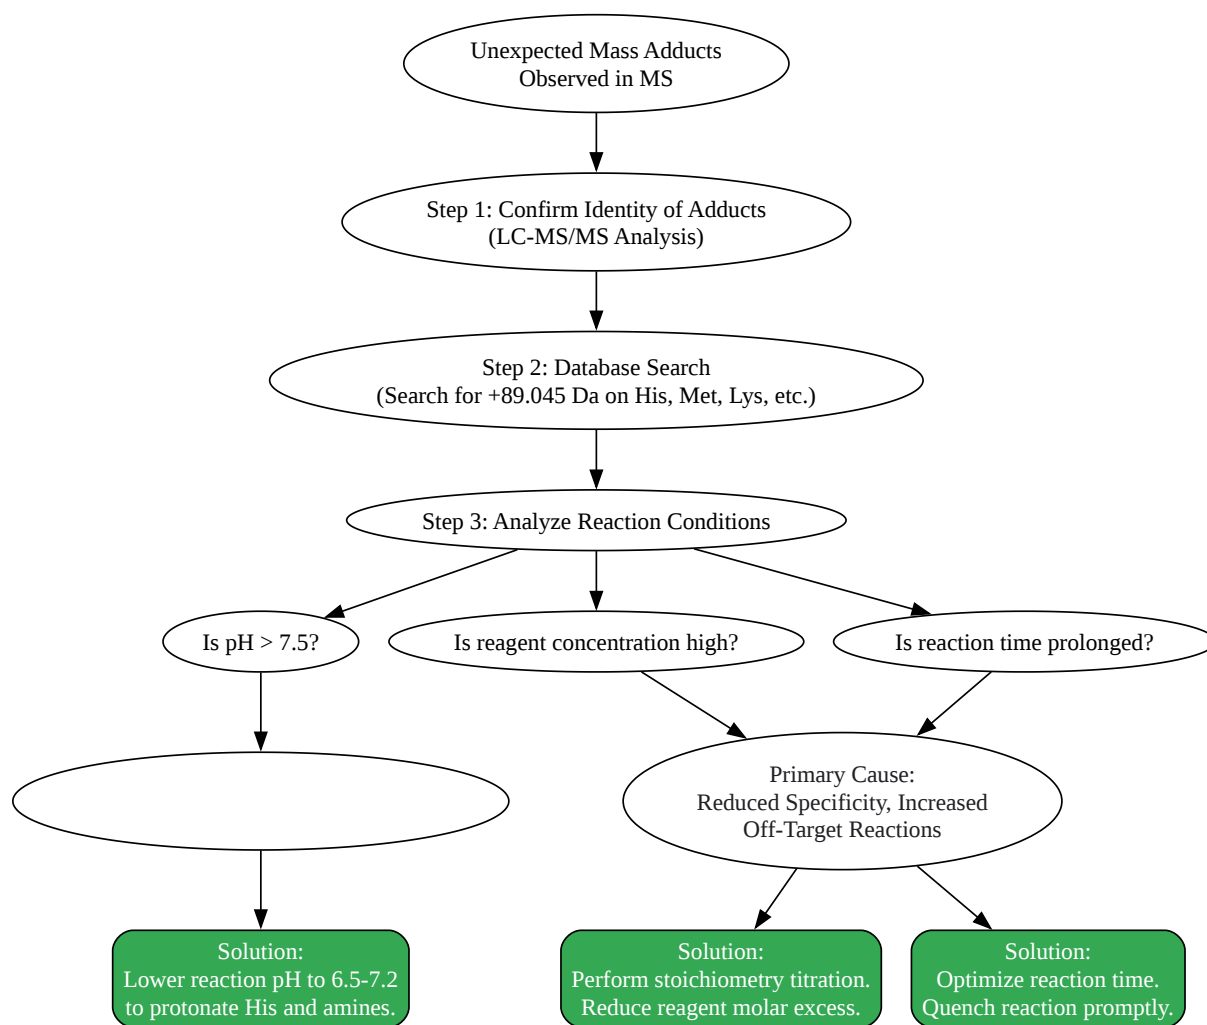 Unexpected Mass Adducts
Observed in MS
Step 1: Confirm Identity of Adducts
(LC-MS/MS Analysis)
Step 2: Database Search
(Search for +89.045 Da on His, Met, Lys, etc.)
Step 3: Analyze Reaction Conditions
Is pH > 7.5?
Is reagent concentration high?
Is reaction time prolonged?
Primary Cause:
Reduced Specificity, Increased
Off-Target Reactions
Solution:
Lower reaction pH to 6.5-7.2
to protonate His and amines.
Solution:
Perform stoichiometry titration.
Reduce reagent molar excess.
Solution:
Optimize reaction time.
Quench reaction promptly.